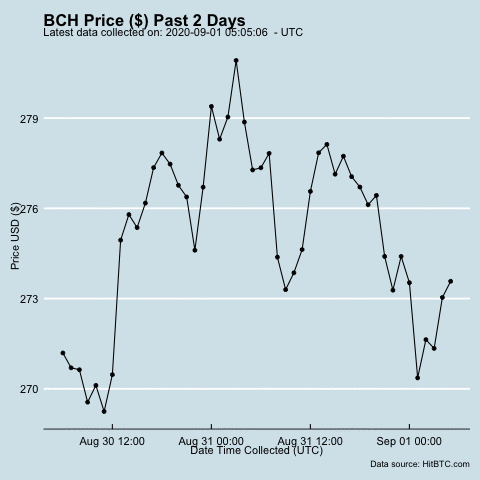 BCH Price ($) Past 2 Days
Latest data collected on: 2020-09-01 05:05:06 - UTC
Price USD ($)
279
276
273
270
Aug 30 12:00
Aug 31 00:00
Aug 31 12:00
Sep 01 00:00
Date Time Collected (UTC)
Data source: HitBTC.com